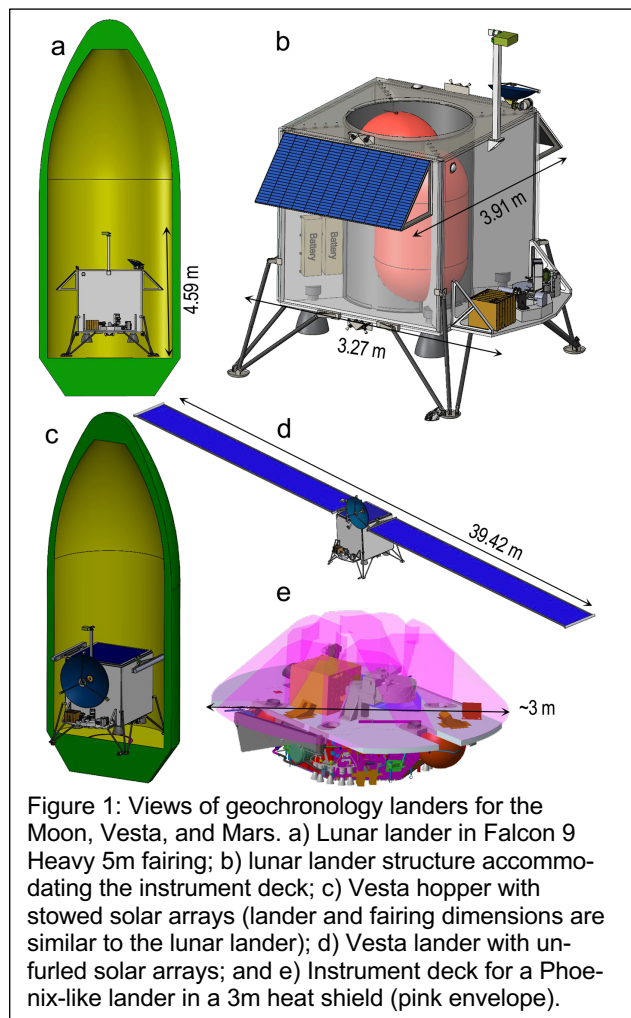 a
b
3.91 m
Battery
Battery
4.59 m
3.27 m
c
d
39.42 m
e
~3 m
Figure 1: Views of geochronology landers for the
Moon, Vesta, and Mars. a) Lunar lander in Falcon 9
Heavy 5m fairing; b) lunar lander structure accommo-
dating the instrument deck; c) Vesta hopper with
stowed solar arrays (lander and fairing dimensions are
similar to the lunar lander); d) Vesta lander with un-
furled solar arrays; and e) Instrument deck for a Phoe-
nix-like lander in a 3m heat shield (pink envelope).